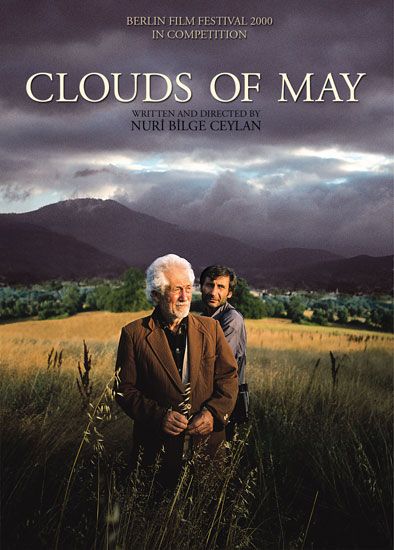 BERLIN FILM FESTIVAL 2000
IN COMPETITION
CLOUDS OF MAY
WRITTEN AND DIRECTED BY
NURİ BİLGE CEYLAN